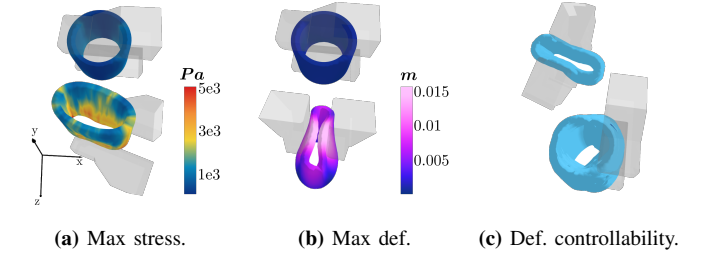 Pa
5e3
3e3
1e3
y
x
z
m
0.015
0.01
0.005
(a) Max stress.
(b) Max def.
(c) Def. controllability.